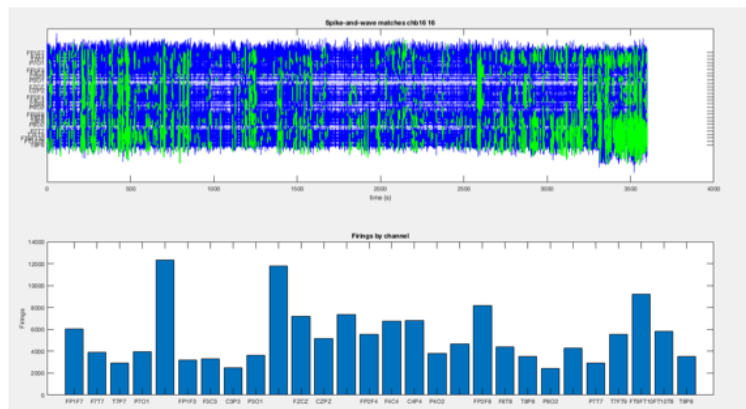 Spike-and-wave matches chb16 16
0 500 1000 1500 2000 2500 3000 3500 4000
time (s)
Firings by channel
14000
12000
10000
8000
6000
4000
2000
0
Firings
FP1F7 F7T7 T7P7 P7O1 FP1F3 F3C3 C3P3 P3O1 FZCZ CZPZ FP2F4 F4C4 C4P4 P4O2 FP2F8 F8T8 T8P8 P8O2 P7T7 T7FT9 FT9FT10 FT10T8 T8P8